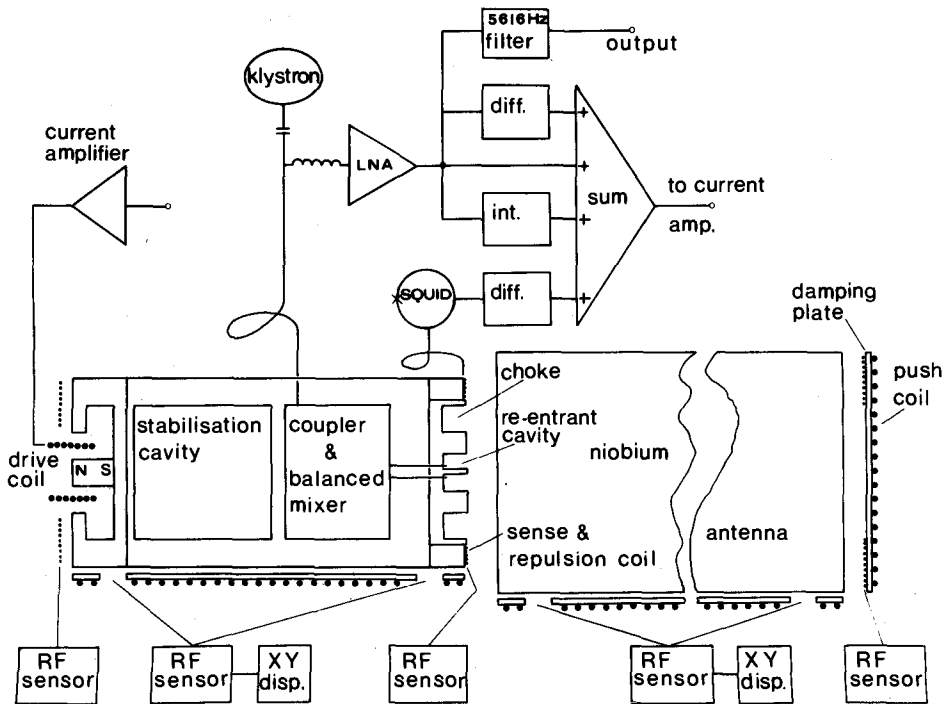 5616Hz
filter
output
klystron
diff.
current
amplifier
LNA
sum
to current
amp.
int.
SQUID
diff.
damping
plate
choke
push
coil
re-entrant
cavity
stabilisation
cavity
coupler
&
balanced
mixer
niobium
drive
coil
N S
antenna
sense &
repulsion coil
RF
sensor
RF
sensor
XY
disp.
RF
sensor
RF
sensor
XY
disp.
RF
sensor